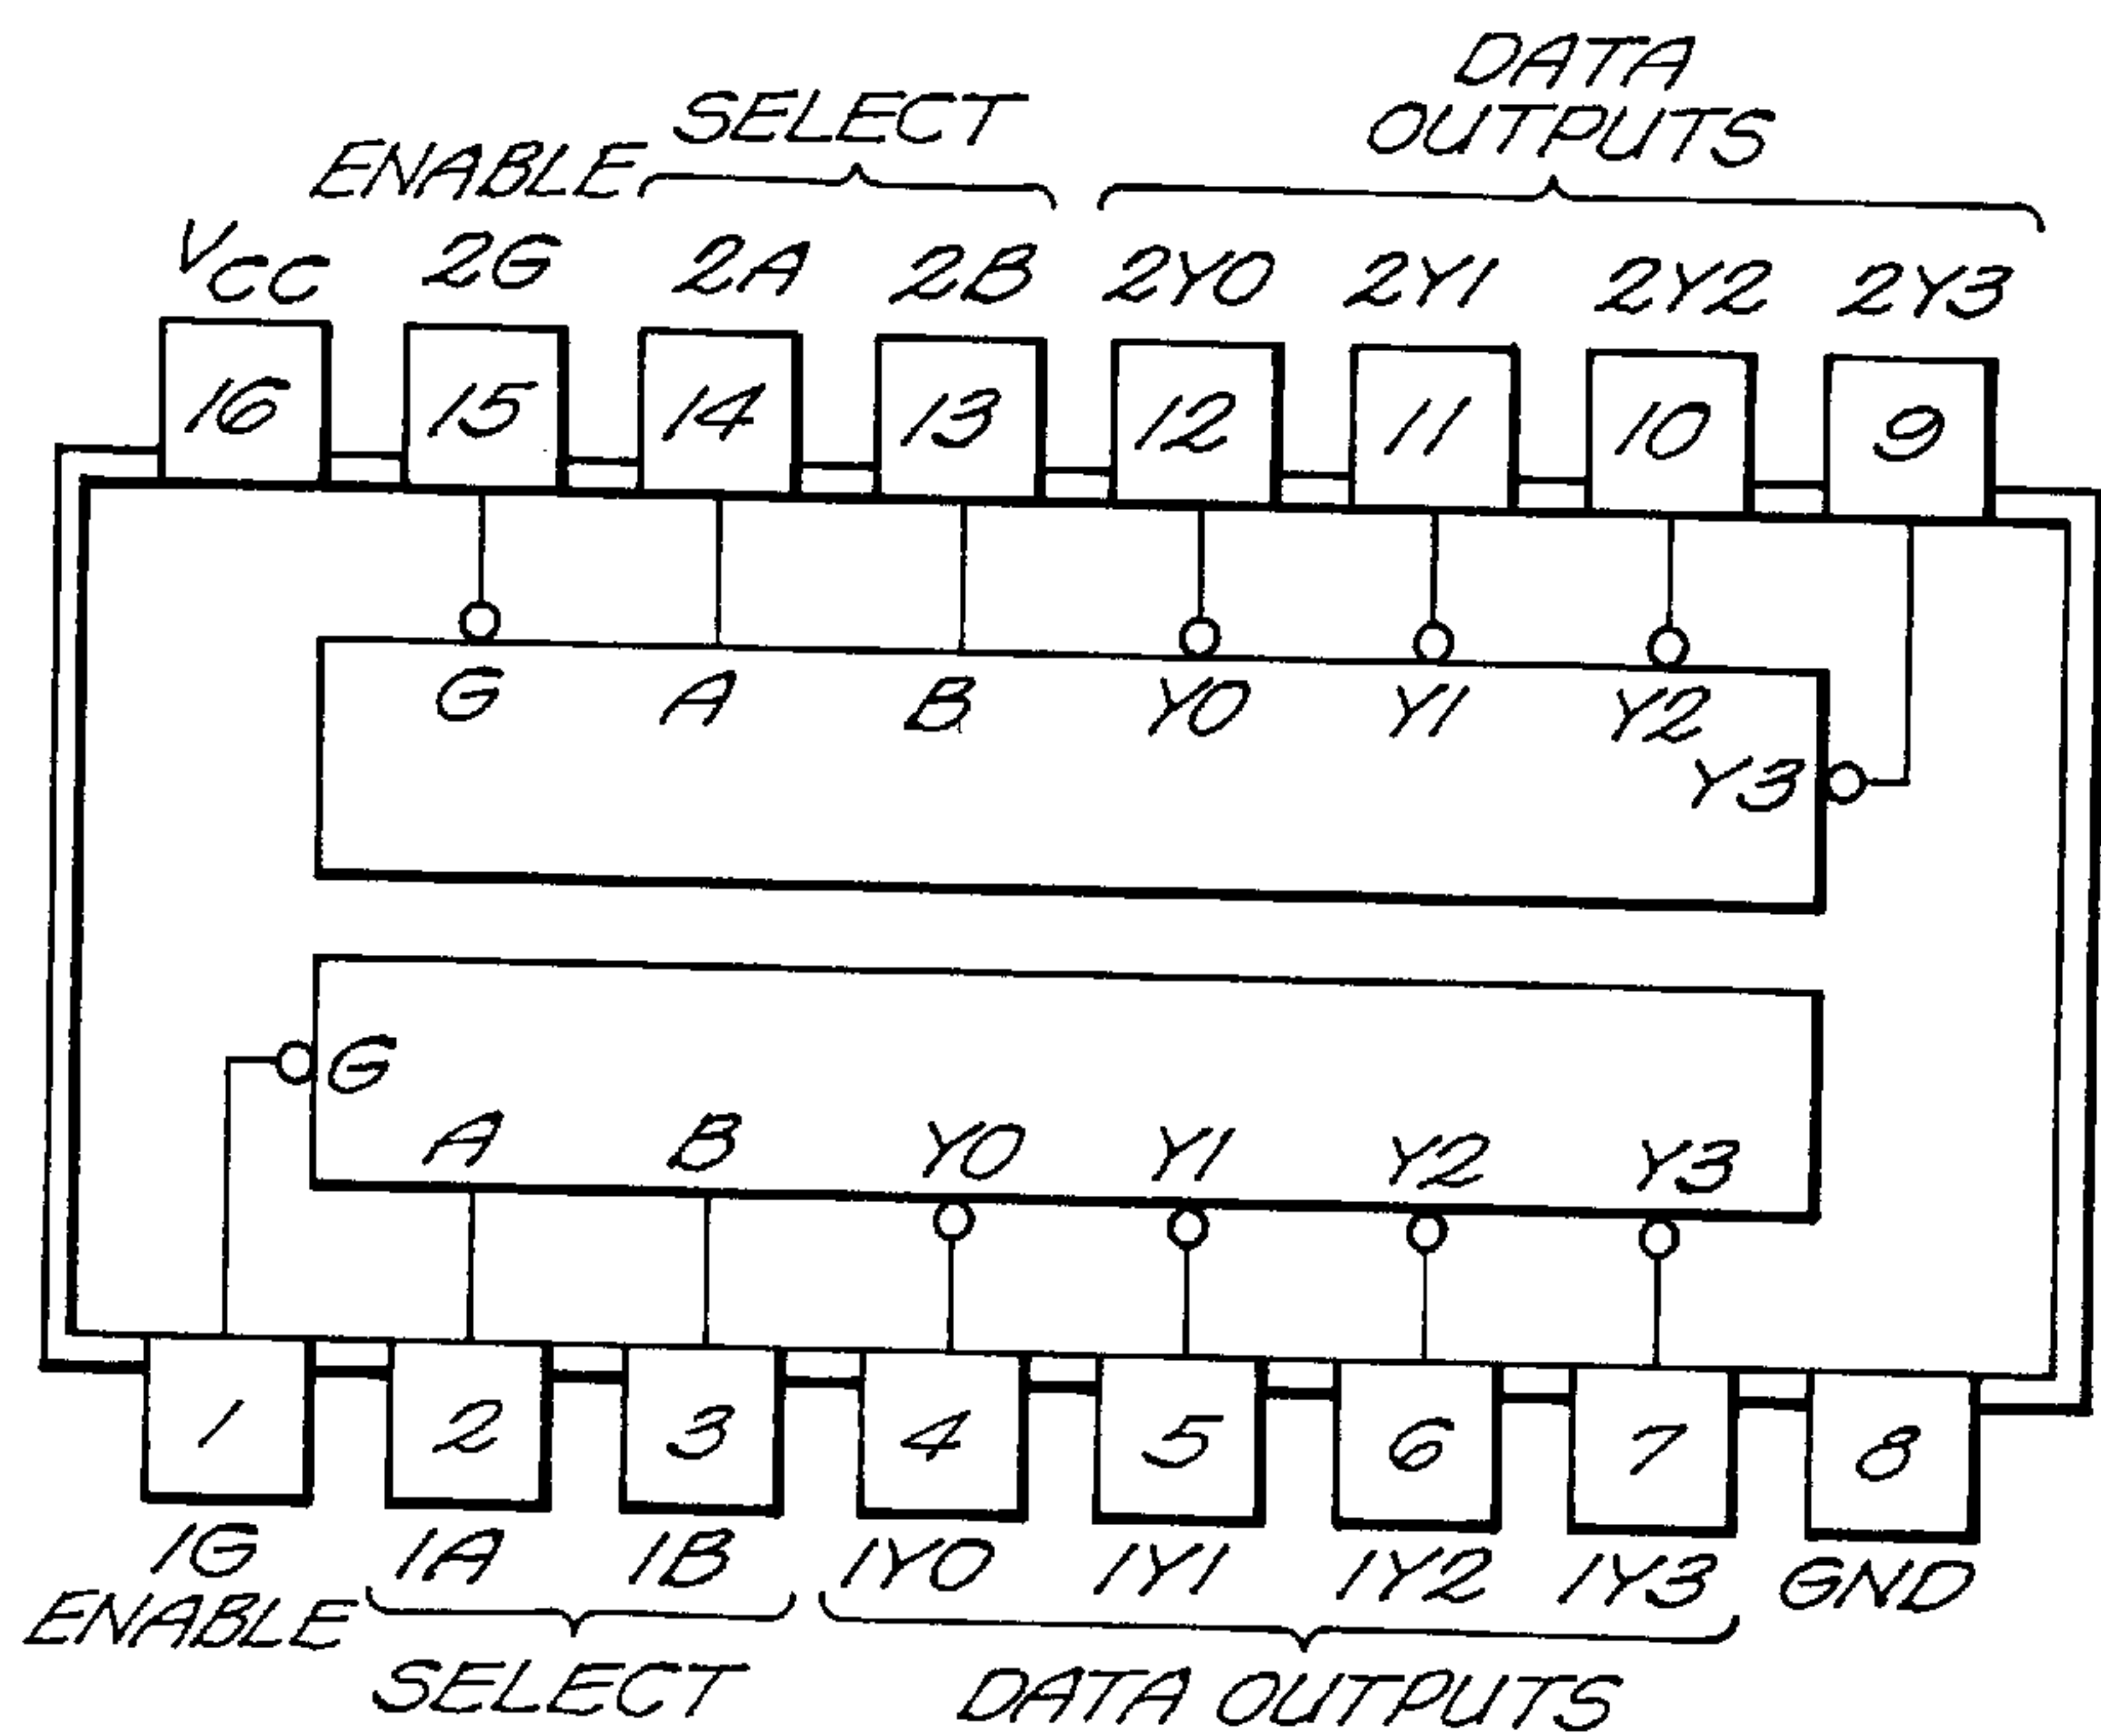 DATA
OUTPUTS
SELECT
ENABLE
VCC 2G 2A 2B 2Y0 2Y1 2Y2 2Y3
16 15 14 13 12 11 10 9
G A B Y0 Y1 Y2
Y3
G
A B Y0 Y1 Y2 Y3
1 2 3 4 5 6 7 8
1G 1A 1B 1Y0 1Y1 1Y2 1Y3 GND
ENABLE
SELECT DATA OUTPUTS